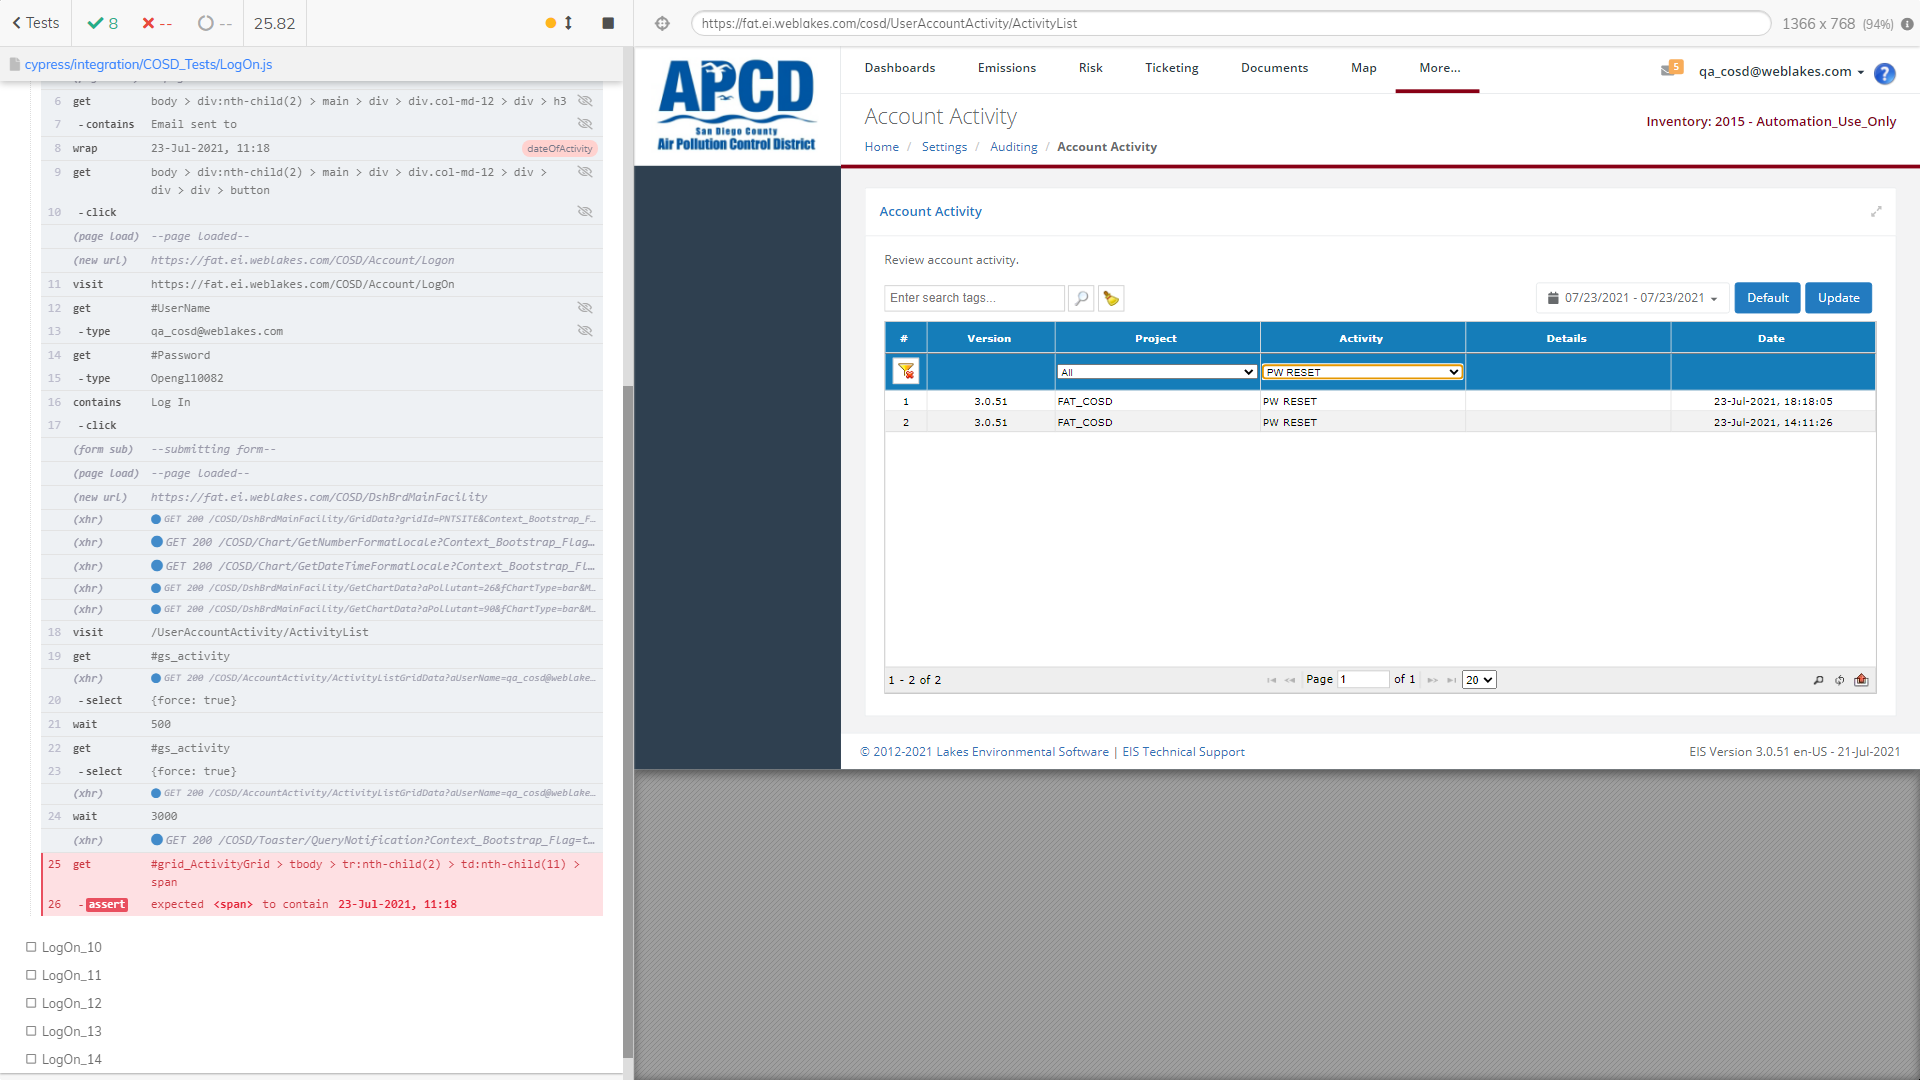 Tests
8
--
--
25.82
cypress/integration/COSD_Tests/LogOn.js
6 get body > div:nth-child(2) > main > div > div.col-md-12 > div > h3
7 -contains Email sent to
8 wrap 23-Jul-2021, 11:18 dateOfActivity
9 get body > div:nth-child(2) > main > div > div.col-md-12 > div >
div > div > button
10 -click
(page load) --page loaded--
(new url) https://fat.ei.weblakes.com/COSD/Account/Logon
11 visit https://fat.ei.weblakes.com/COSD/Account/LogOn
12 get #UserName
13 -type qa_cosd@weblakes.com
14 get #Password
15 -type Opengl10082
16 contains Log In
17 -click
(form sub) --submitting form--
(page load) --page loaded--
(new url) https://fat.ei.weblakes.com/COSD/DshBrdMainFacility
(xhr) GET 200 /COSD/DshBrdMainFacility/GridData?gridId=PNTSITE&Context_Bootstrap_F...
(xhr) GET 200 /COSD/Chart/GetNumberFormatLocale?Context_Bootstrap_Flag...
(xhr) GET 200 /COSD/Chart/GetDateTimeFormatLocale?Context_Bootstrap_Fl...
(xhr) GET 200 /COSD/DshBrdMainFacility/GetChartData?aPollutant=26&fChartType=bar&M...
(xhr) GET 200 /COSD/DshBrdMainFacility/GetChartData?aPollutant=90&fChartType=bar&M...
18 visit /UserAccountActivity/ActivityList
19 get #gs_activity
(xhr) GET 200 /COSD/AccountActivity/ActivityListGridData?aUserName=qa_cosd@weblake...
20 -select {force: true}
21 wait 500
22 get #gs_activity
23 -select {force: true}
(xhr) GET 200 /COSD/AccountActivity/ActivityListGridData?aUserName=qa_cosd@weblake...
24 wait 3000
(xhr) GET 200 /COSD/Toaster/QueryNotification?Context_Bootstrap_Flag=t...
25 get #grid_ActivityGrid > tbody > tr:nth-child(2) > td:nth-child(11) >
span
26 -assert expected <span> to contain 23-Jul-2021, 11:18
LogOn_10
LogOn_11
LogOn_12
LogOn_13
LogOn_14
https://fat.ei.weblakes.com/cosd/UserAccountActivity/ActivityList
1366 x 768 (94%)
APCD
San Diego County
Air Pollution Control District
Dashboards Emissions Risk Ticketing Documents Map More...
5
qa_cosd@weblakes.com
?
Account Activity
Inventory: 2015 - Automation_Use_Only
Home / Settings / Auditing / Account Activity
Account Activity
Review account activity.
Enter search tags...
07/23/2021 - 07/23/2021
Default
Update
# Version Project Activity Details Date
All PW RESET
1 3.0.51 FAT_COSD PW RESET 23-Jul-2021, 18:18:05
2 3.0.51 FAT_COSD PW RESET 23-Jul-2021, 14:11:26
1 - 2 of 2
Page 1 of 1
20
© 2012-2021 Lakes Environmental Software | EIS Technical Support
EIS Version 3.0.51 en-US - 21-Jul-2021